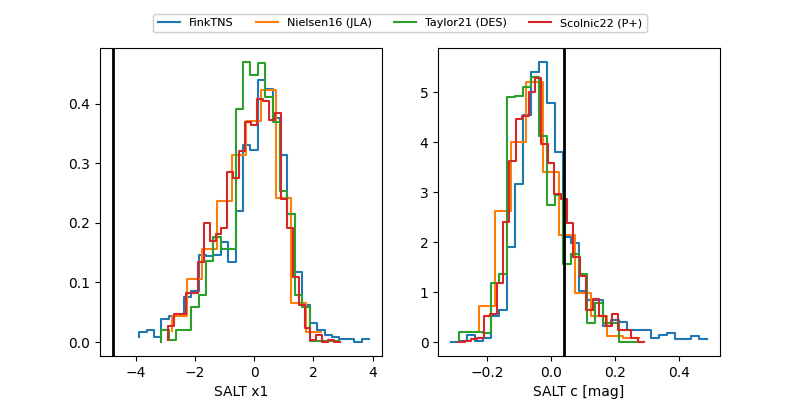 FinkTNS Nielsen16 (JLA) Taylor21 (DES) Scolnic22 (P+)
0.4
0.3
0.2
0.1
0.0
−4 −2 0 2 4
SALT x1
5
4
3
2
1
0
−0.2 0.0 0.2 0.4
SALT c [mag]